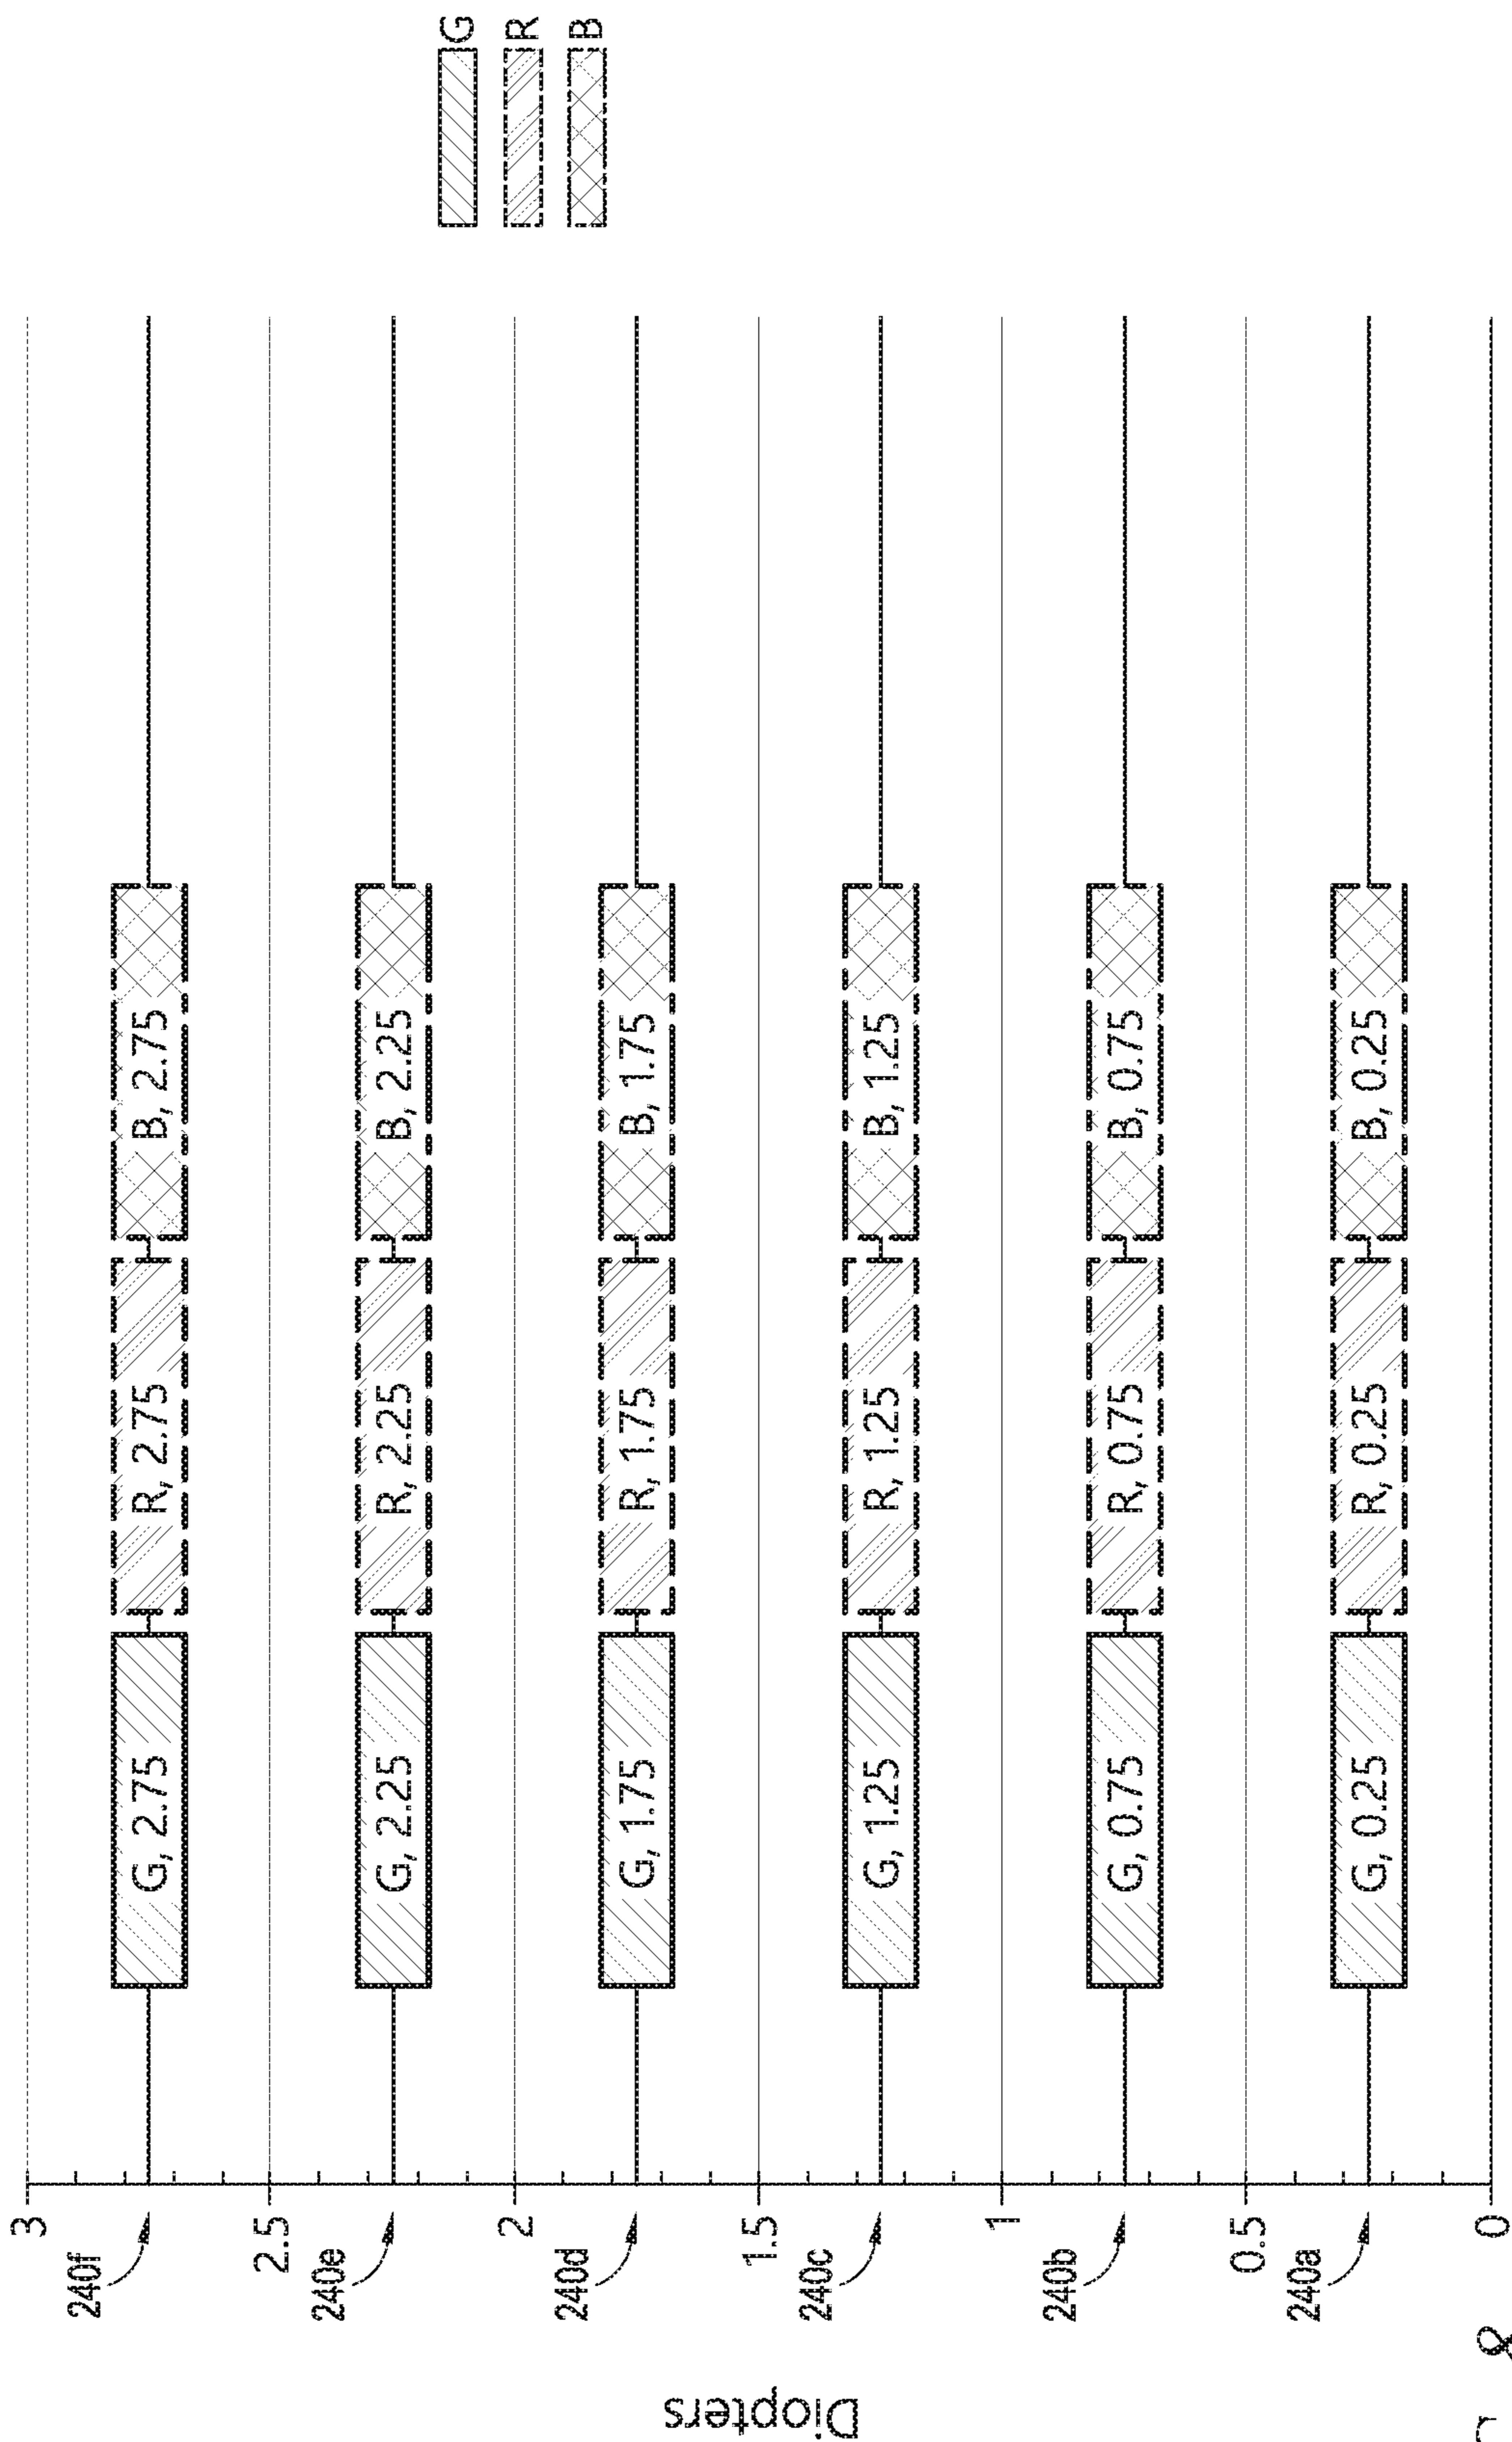 Diopters
3
240f
G, 2.75
R, 2.75
B, 2.75
2.5
240e
G, 2.25
R, 2.25
B, 2.25
2
240d
G, 1.75
R, 1.75
B, 1.75
1.5
240c
G, 1.25
R, 1.25
B, 1.25
1
240b
G, 0.75
R, 0.75
B, 0.75
0.5
240a
G, 0.25
R, 0.25
B, 0.25
0
G
R
B